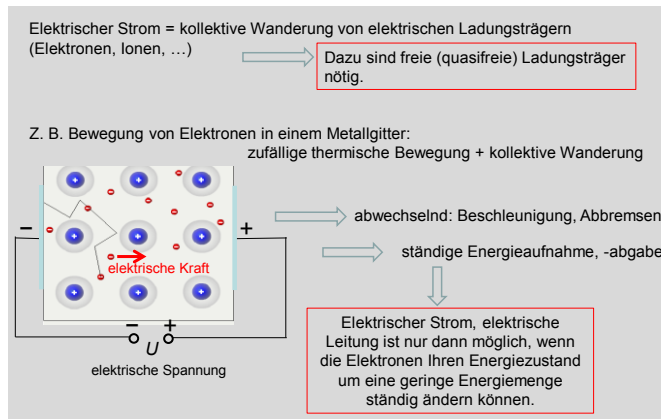 Elektrischer Strom = kollektive Wanderung von elektrischen Ladungsträgern
(Elektronen, Ionen, …)
Dazu sind freie (quasifreie) Ladungsträger
nötig.
Z. B. Bewegung von Elektronen in einem Metallgitter:
zufällige thermische Bewegung + kollektive Wanderung
abwechselnd: Beschleunigung, Abbremsen
− +
ständige Energieaufnahme, -abgabe
elektrische Kraft
Elektrischer Strom, elektrische
Leitung ist nur dann möglich, wenn
die Elektronen Ihren Energiezustand
um eine geringe Energiemenge
ständig ändern können.
− +
U
elektrische Spannung